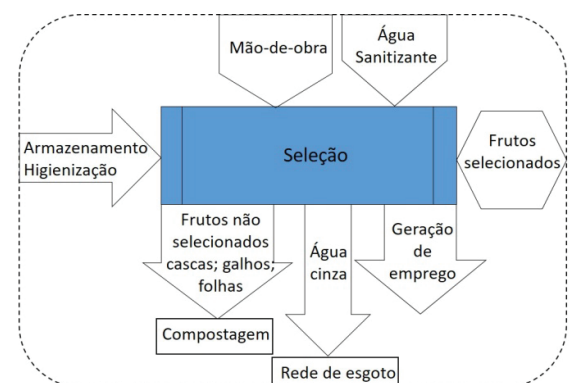 Mão-de-obra
Água
Sanitizante
Armazenamento
Higienização
Seleção
Frutos
selecionados
Frutos não
selecionados
cascas; galhos;
folhas
Água
cinza
Geração
de
emprego
Compostagem
Rede de esgoto